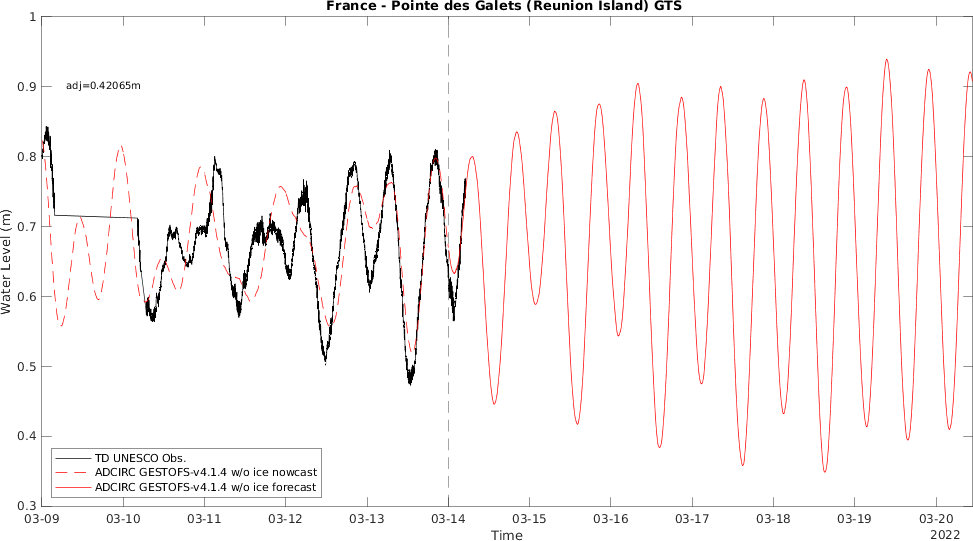 France - Pointe des Galets (Reunion Island) GTS
adj=0.42065m
1
0.9
0.8
0.7
0.6
0.5
0.4
0.3
Water Level (m)
TD UNESCO Obs.
ADCIRC GESTOFS-v4.1.4 w/o ice nowcast
ADCIRC GESTOFS-v4.1.4 w/o ice forecast
03-09 03-10 03-11 03-12 03-13 03-14 03-15 03-16 03-17 03-18 03-19 03-20
2022
Time